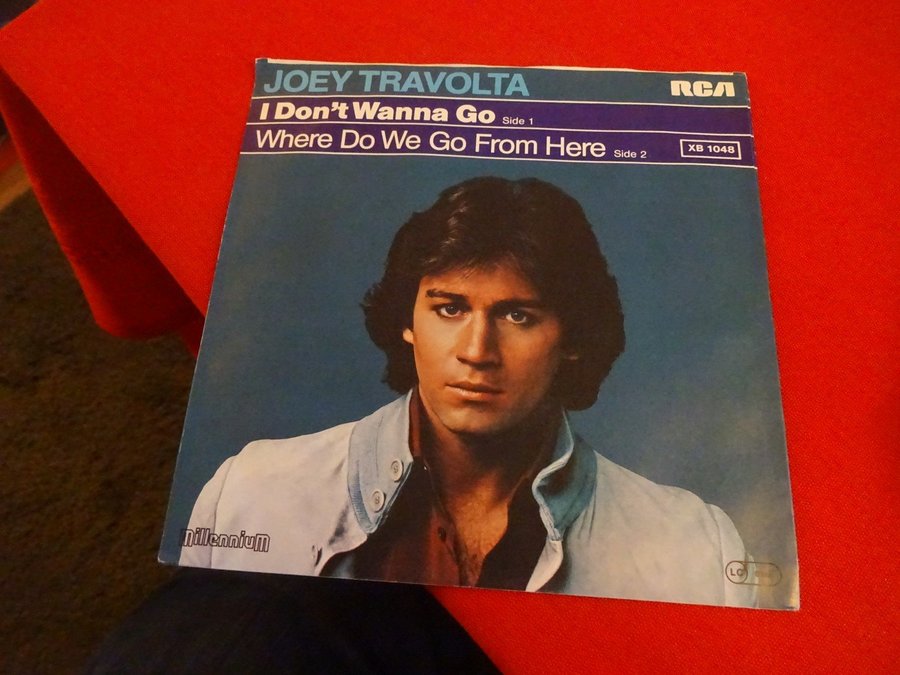 JOEY TRAVOLTA RCA
I Don't Wanna Go Side 1
Where Do We Go From Here Side 2 XB 1048
Millennium
LC